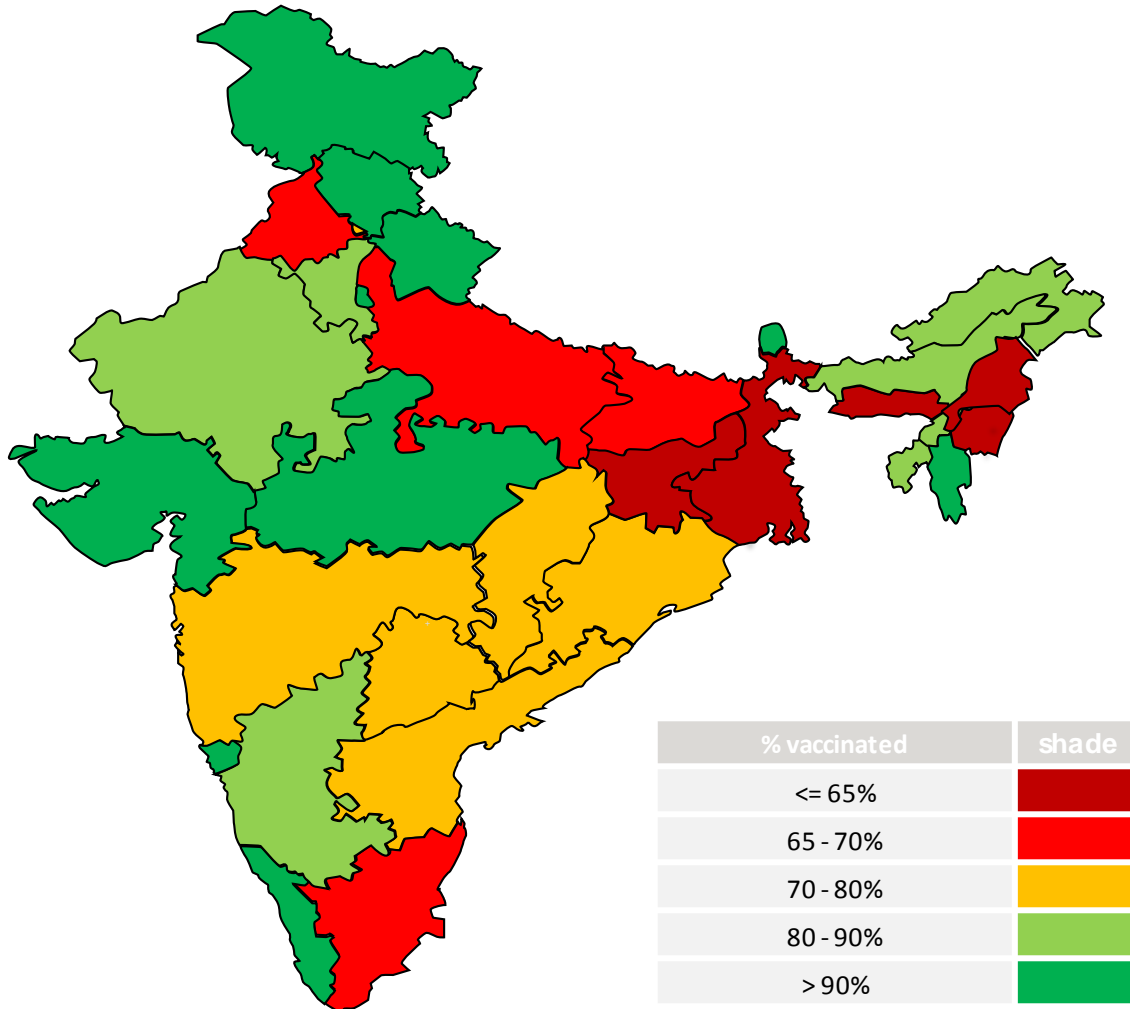 % vaccinated shade
<= 65%
65 - 70%
70 - 80%
80 - 90%
> 90%